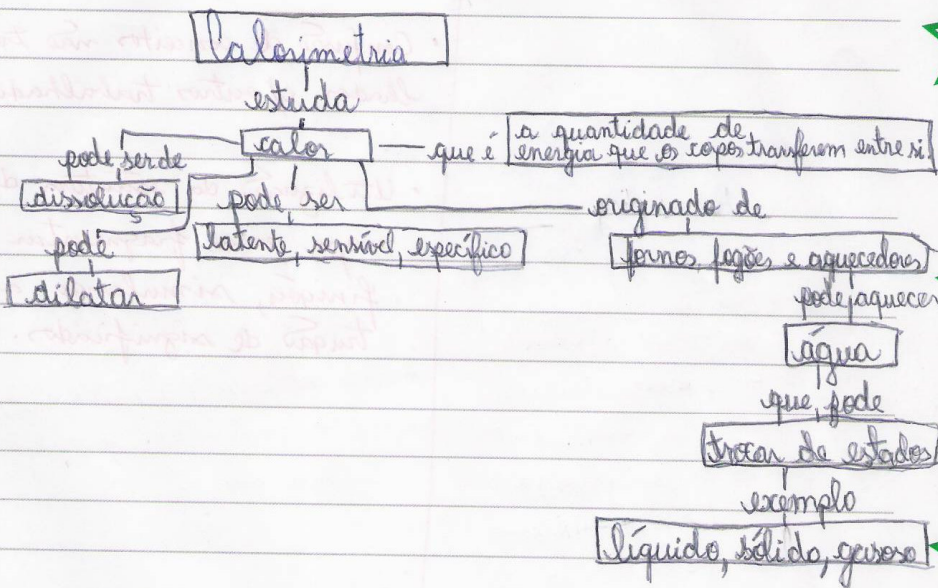 Calorimetria
estuda
calor
que é
a quantidade de
energia que os copos transferem entre si.
pode ser de
dissolução
pode ser
originado de
pode
latente, sensível, específico
fornos, fogões e aquecedores
dilatar
pode aquecer
água
que pode
trocar de estados
exemplo
líquido, sólido, gasoso